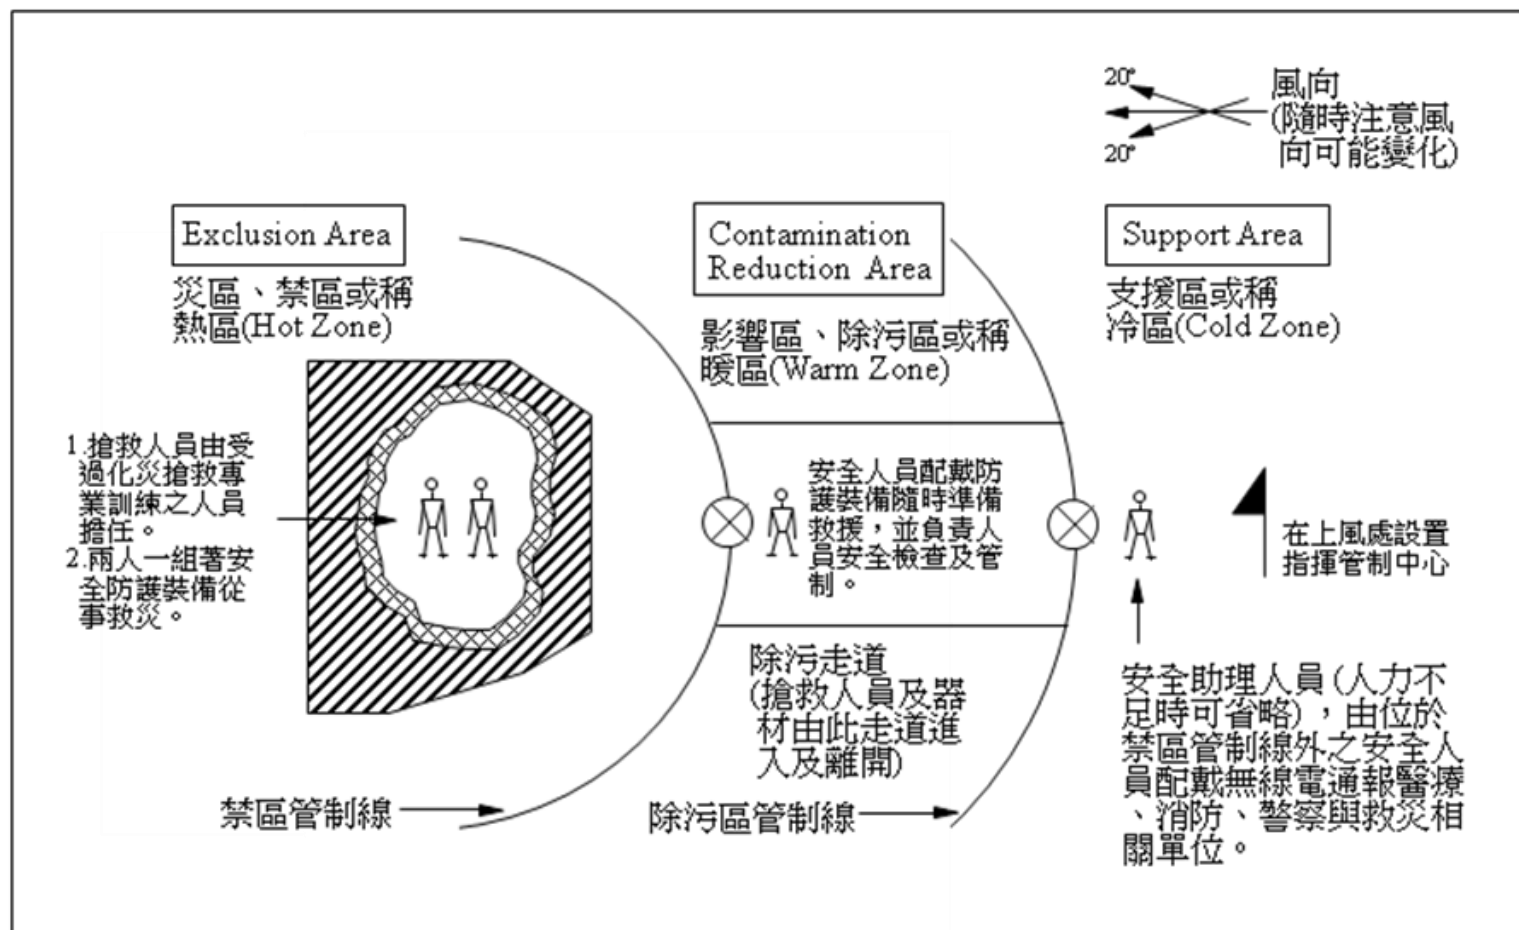 20°
20°
風向
(隨時注意風
向可能變化)
Exclusion Area
災區、禁區或稱
熱區(Hot Zone)
Contamination
Reduction Area
影響區、除污區或稱
暖區(Warm Zone)
Support Area
支援區或稱
冷區(Cold Zone)
1.搶救人員由受
過化災搶救專
業訓練之人員
擔任。
2.兩人一組著安
全防護裝備從
事救災。
安全人員配戴防
護裝備隨時準備
救援，並負責人
員安全檢查及管
制。
在上風處設置
指揮管制中心
除污走道
(搶救人員及器
材由此走道進
入及離開)
安全助理人員(人力不
足時可省略)，由位於
禁區管制線外之安全人
員配戴無線電通報醫療
、消防、警察與救災相
關單位。
禁區管制線
除污區管制線